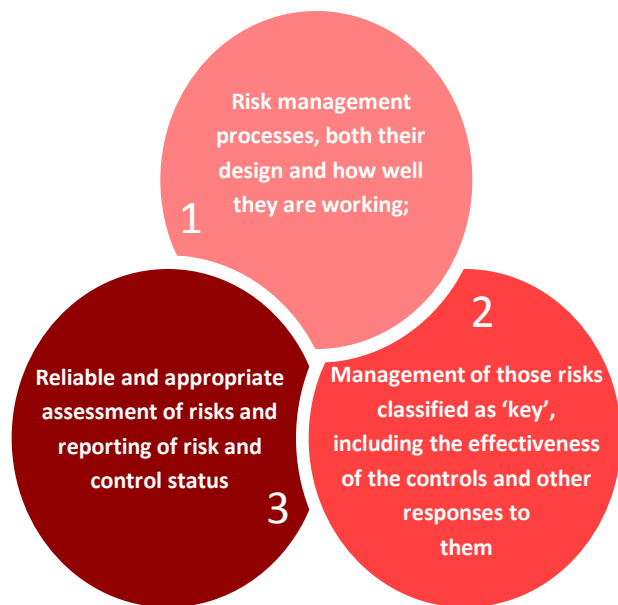 Risk management
processes, both their
design and how well
they are working;
1
2
Management of those risks
classified as ‘key’,
including the effectiveness
of the controls and other
responses to
them
Reliable and appropriate
assessment of risks and
reporting of risk and
control status
3